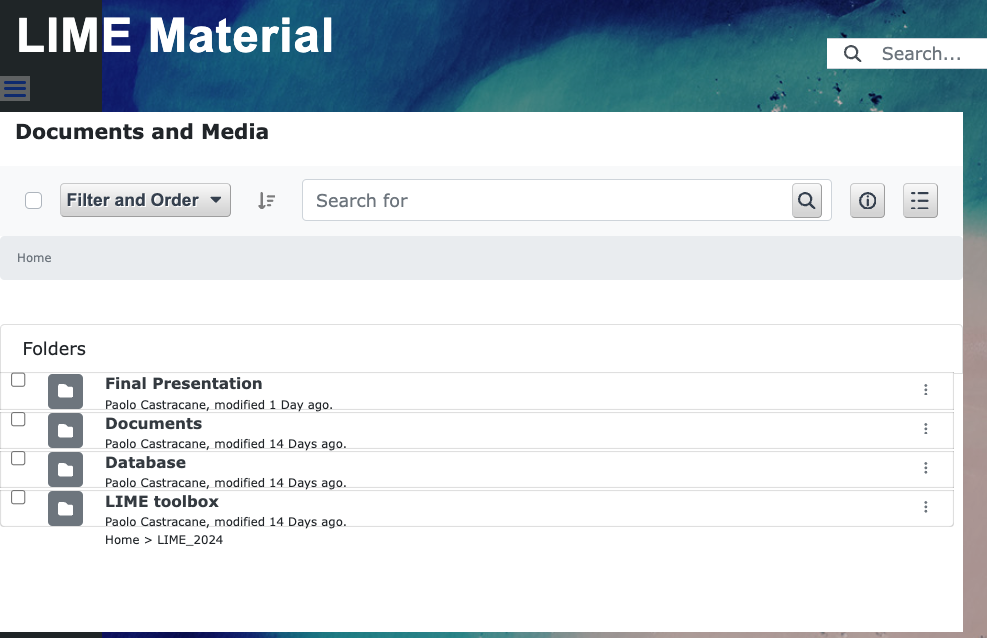 LIME Material
Search...
Documents and Media
Filter and Order
Search for
Home
Folders
Final Presentation
Paolo Castracane, modified 1 Day ago.
Documents
Paolo Castracane, modified 14 Days ago.
Database
Paolo Castracane, modified 14 Days ago.
LIME toolbox
Paolo Castracane, modified 14 Days ago.
Home > LIME_2024